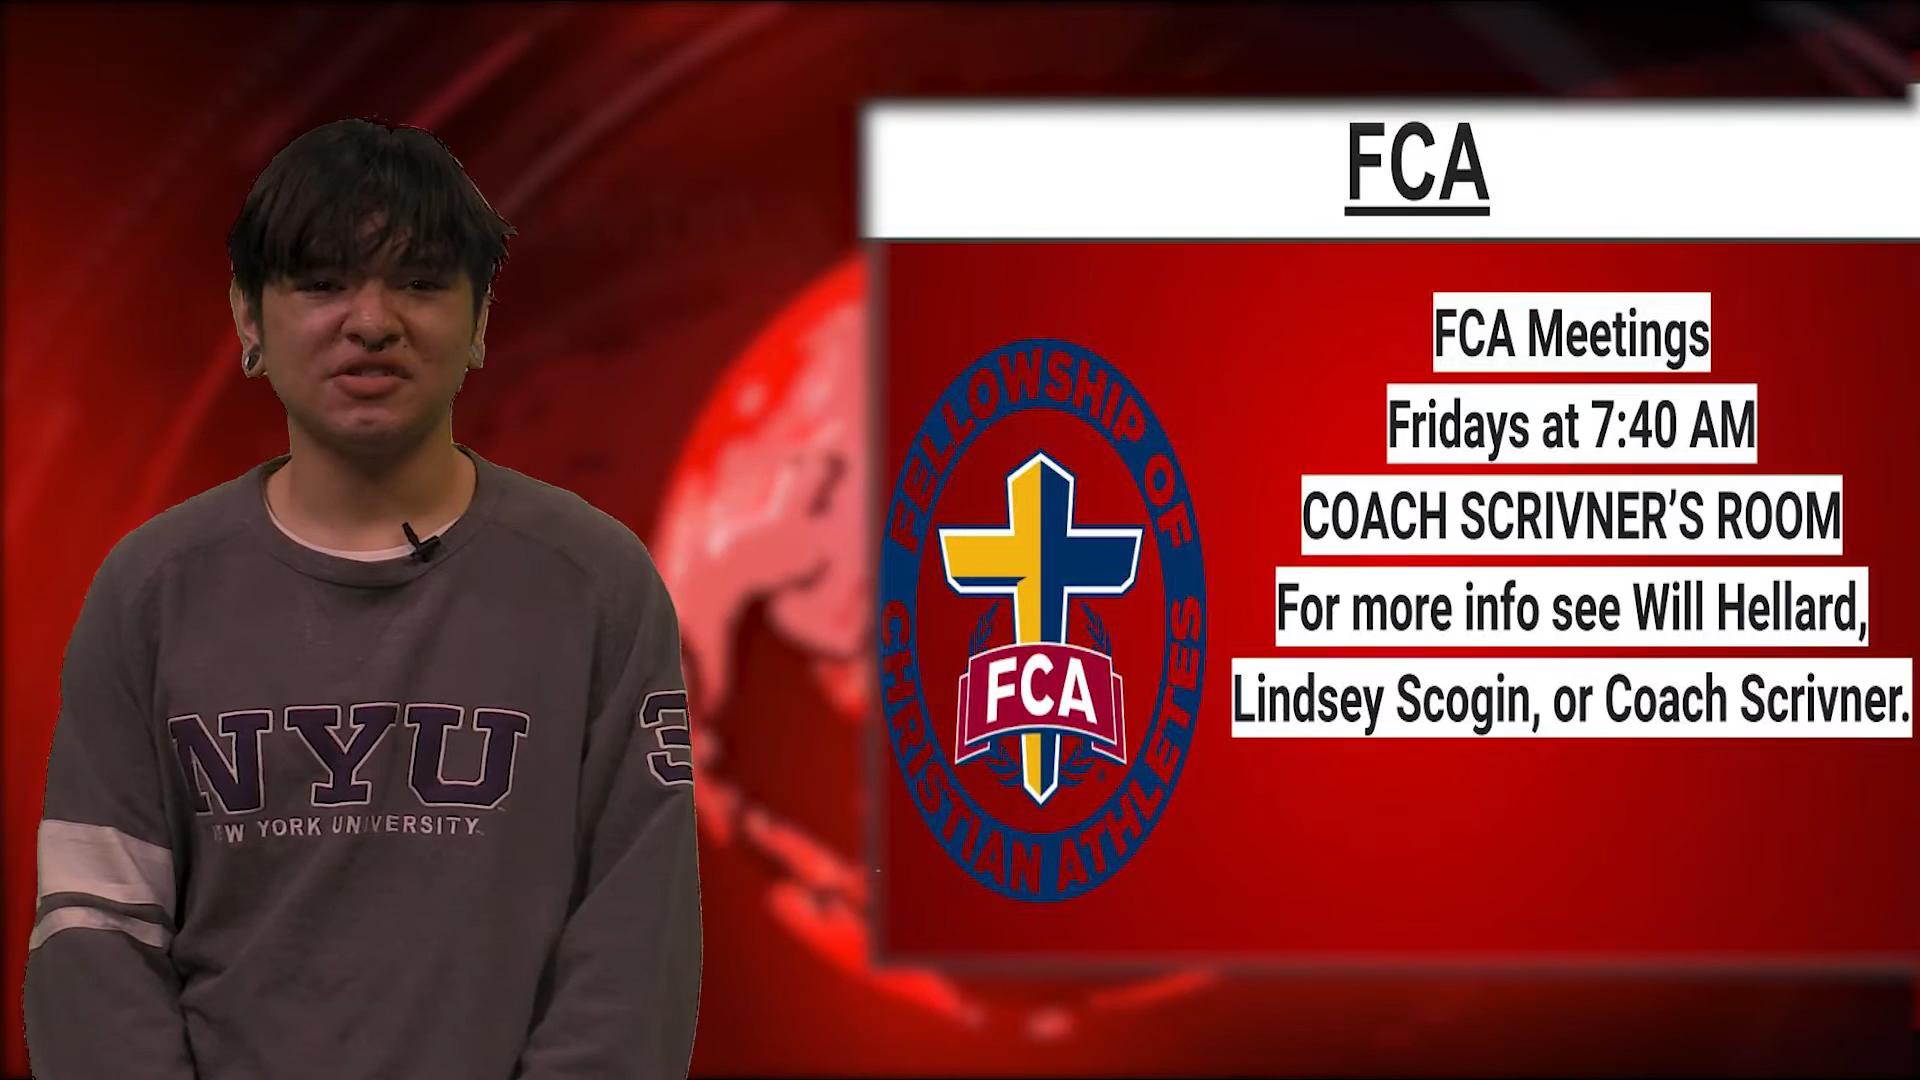 FCA
FCA Meetings
Fridays at 7:40 AM
COACH SCRIVNER'S ROOM
For more info see Will Hellard,
Lindsey Scogin, or Coach Scrivner.
FELLOWSHIP OF
CHRISTIAN ATHLETES
FCA
NYU
EW YORK UNIVERSITY
3